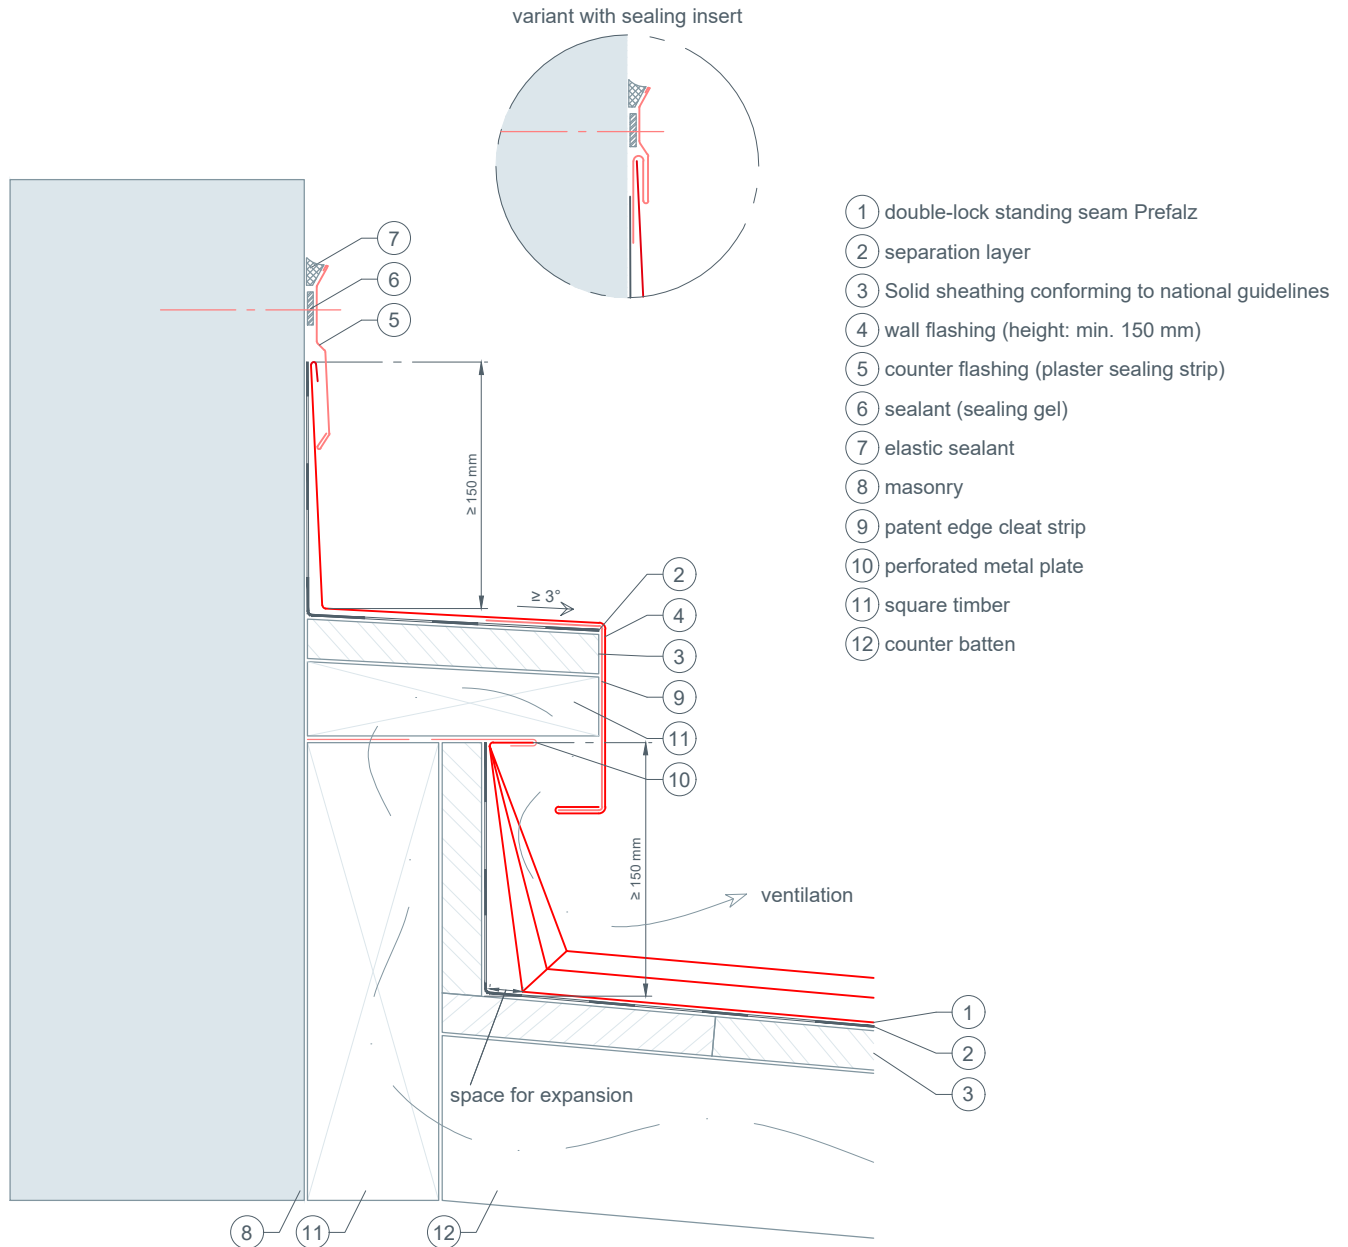 variant with sealing insert
7
6
5
≥ 150 mm
≥ 3°
2
4
3
9
11
10
≥ 150 mm
ventilation
space for expansion
1
2
3
8
11
12
1 double-lock standing seam Prefalz
2 separation layer
3 Solid sheathing conforming to national guidelines
4 wall flashing (height: min. 150 mm)
5 counter flashing (plaster sealing strip)
6 sealant (sealing gel)
7 elastic sealant
8 masonry
9 patent edge cleat strip
10 perforated metal plate
11 square timber
12 counter batten